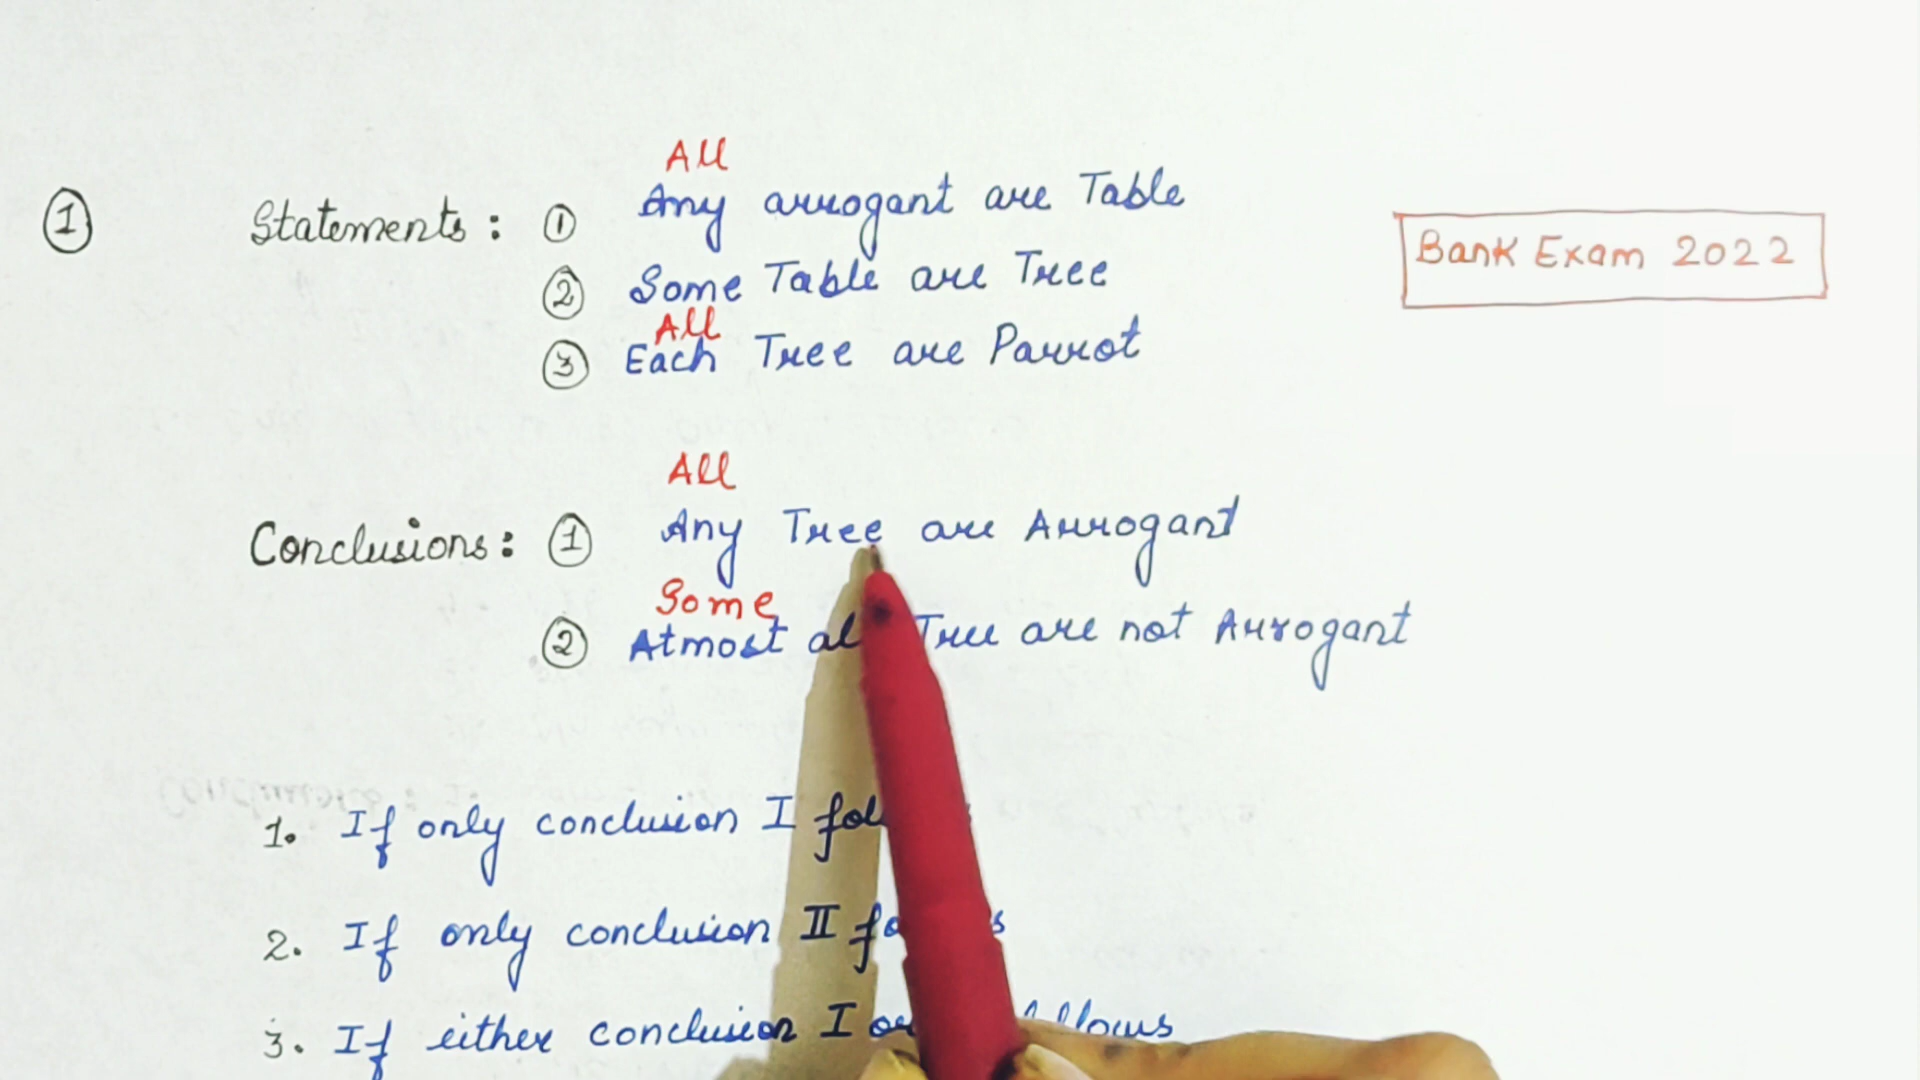 All
① Statements : ① Any arrogant are Table
Bank Exam 2022
② Some Table are Tree
All
③ Each Tree are Parrot
All
Conclusions : ① Any Tree are Arrogant
Some
② Atmost al Tree are not Arrogant
1. If only conclusion I
2. If only conclusion II
3. If either conclusion I